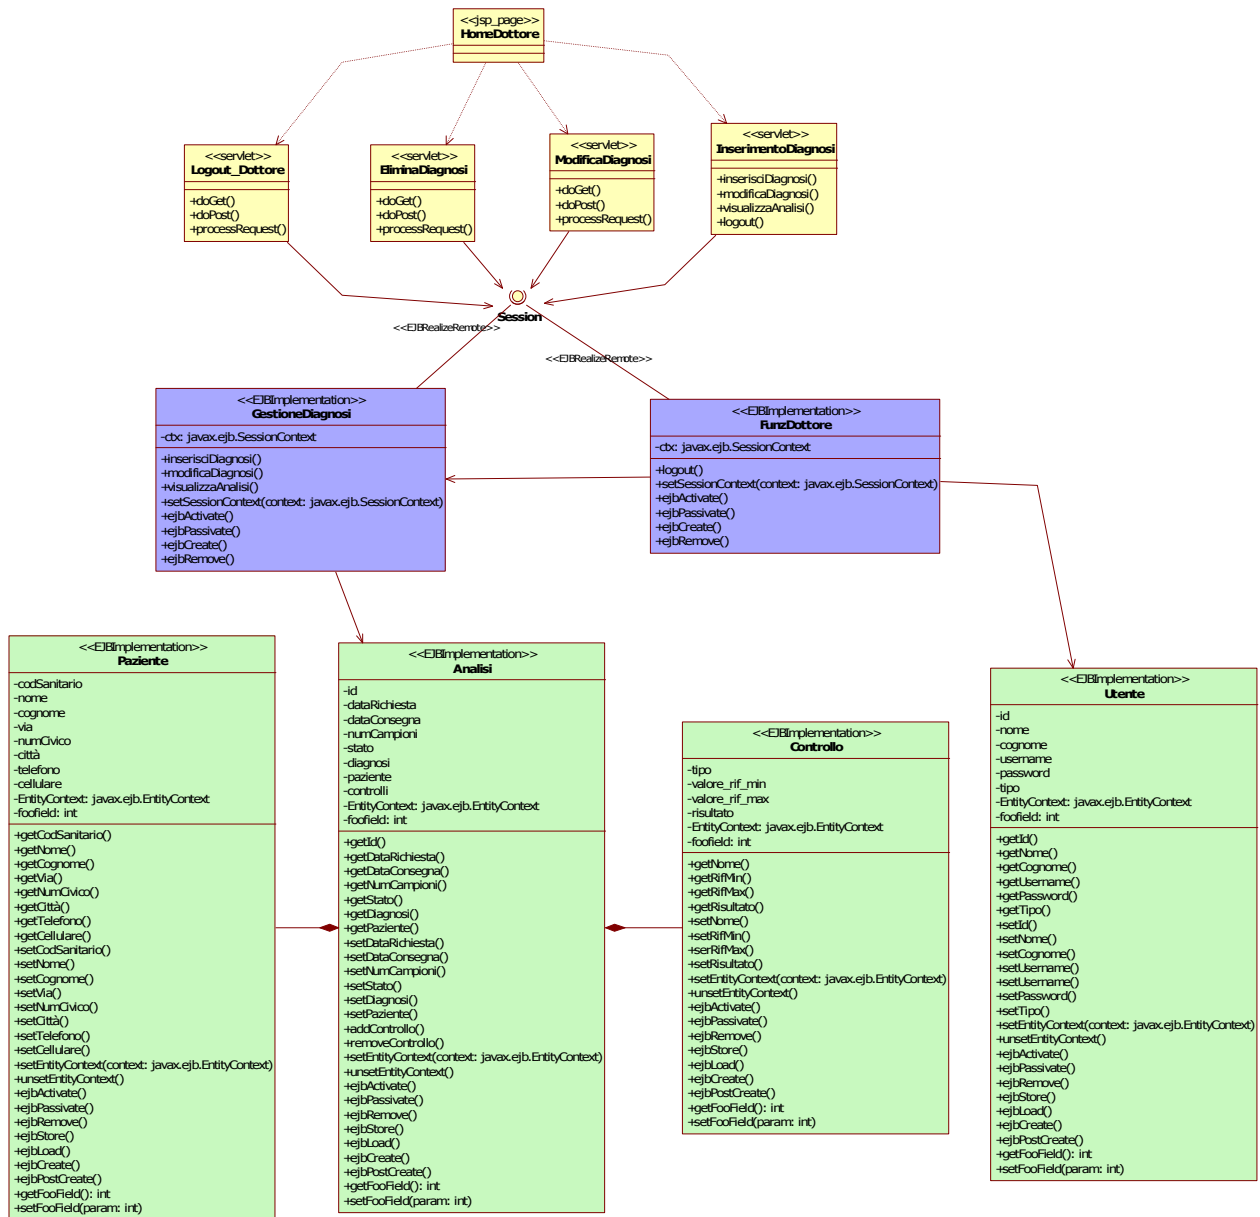 <<jsp_page>>
HomeDottore
<<servlet>>
Logout_Dottore
+doGet()
+doPost()
+processRequest()
<<servlet>>
EliminaDiagnosi
+doGet()
+doPost()
+processRequest()
<<servlet>>
ModificaDiagnosi
+doGet()
+doPost()
+processRequest()
<<servlet>>
InserimentoDiagnosi
+inserisciDiagnosi()
+modificaDiagnosi()
+visualizzaAnalisi()
+logout()
Session
<<EJBRealizeRemote>>
<<EJBRealizeRemote>>
<<EJBImplementation>>
GestioneDiagnosi
-ctx: javax.ejb.SessionContext
+inserisciDiagnosi()
+modificaDiagnosi()
+visualizzaAnalisi()
+setSessionContext(context: javax.ejb.SessionContext)
+ejbActivate()
+ejbPassivate()
+ejbCreate()
+ejbRemove()
<<EJBImplementation>>
FunzDottore
-ctx: javax.ejb.SessionContext
+logout()
+setSessionContext(context: javax.ejb.SessionContext)
+ejbActivate()
+ejbPassivate()
+ejbCreate()
+ejbRemove()
<<EJBImplementation>>
Paziente
-codSanitario
-nome
-cognome
-via
-numCivico
-città
-telefono
-cellulare
-EntityContext: javax.ejb.EntityContext
-foofield: int
+getCodSanitario()
+getNome()
+getCognome()
+getVia()
+getNumCivico()
+getCittà()
+getTelefono()
+getCellulare()
+setCodSanitario()
+setNome()
+setCognome()
+setVia()
+setNumCivico()
+setCittà()
+setTelefono()
+setCellulare()
+setEntityContext(context: javax.ejb.EntityContext)
+unsetEntityContext()
+ejbActivate()
+ejbPassivate()
+ejbRemove()
+ejbStore()
+ejbLoad()
+ejbCreate()
+ejbPostCreate()
+getFooField(): int
+setFooField(param: int)
<<EJBImplementation>>
Analisi
-id
-dataRichiesta
-dataConsegna
-numCampioni
-stato
-diagnosi
-paziente
-controlli
-EntityContext: javax.ejb.EntityContext
-foofield: int
+getId()
+getDataRichiesta()
+getDataConsegna()
+getNumCampioni()
+getStato()
+getDiagnosi()
+getPaziente()
+setDataRichiesta()
+setDataConsegna()
+setNumCampioni()
+setStato()
+setDiagnosi()
+setPaziente()
+addControllo()
+removeControllo()
+setEntityContext(context: javax.ejb.EntityContext)
+unsetEntityContext()
+ejbActivate()
+ejbPassivate()
+ejbRemove()
+ejbStore()
+ejbLoad()
+ejbCreate()
+ejbPostCreate()
+getFooField(): int
+setFooField(param: int)
<<EJBImplementation>>
Controllo
-tipo
-valore_rif_min
-valore_rif_max
-risultato
-EntityContext: javax.ejb.EntityContext
-foofield: int
+getNome()
+getRifMin()
+getRifMax()
+getRisultato()
+setNome()
+setRifMin()
+serRifMax()
+setRisultato()
+setEntityContext(context: javax.ejb.EntityContext)
+unsetEntityContext()
+ejbActivate()
+ejbPassivate()
+ejbRemove()
+ejbStore()
+ejbLoad()
+ejbCreate()
+ejbPostCreate()
+getFooField(): int
+setFooField(param: int)
<<EJBImplementation>>
Utente
-id
-nome
-cognome
-username
-password
-tipo
-EntityContext: javax.ejb.EntityContext
-foofield: int
+getId()
+getNome()
+getCognome()
+getUsername()
+getPassword()
+getTipo()
+setId()
+setNome()
+setCognome()
+setUsername()
+setUsername()
+setPassword()
+setTipo()
+setEntityContext(context: javax.ejb.EntityContext)
+unsetEntityContext()
+ejbActivate()
+ejbPassivate()
+ejbRemove()
+ejbStore()
+ejbLoad()
+ejbCreate()
+ejbPostCreate()
+getFooField(): int
+setFooField(param: int)